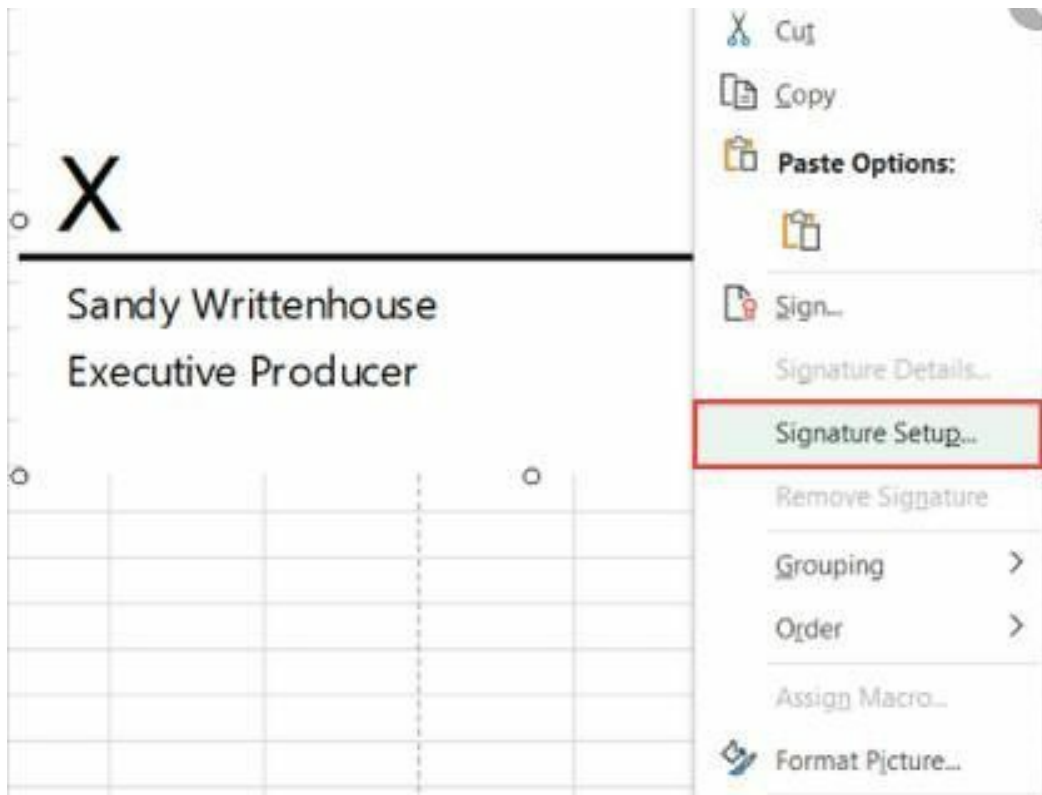 X
Sandy Writtenhouse
Executive Producer
Cut
Copy
Paste Options:
Sign...
Signature Details...
Signature Setup...
Remove Signature
Grouping
Order
Assign Macro...
Format Picture...